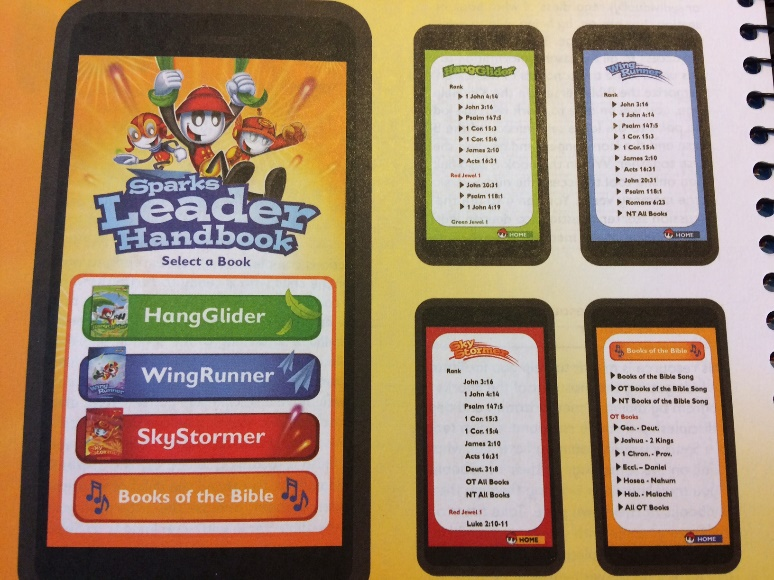 Sparks
Leader
Handbook
Select a Book
HangGlider
WingRunner
SkyStormer
Books of the Bible
HangGlider
Rank
1 John 4:14
John 3:16
Psalm 147:5
1 Cor. 15:3
1 Cor. 15:4
James 2:10
Acts 16:31
Red Jewel 1
John 20:31
Psalm 118:1
1 John 4:19
Green Jewel 1
HOME
Wing
Runner
Rank
John 3:16
1 John 4:14
Psalm 147:5
1 Cor. 15:3
1 Cor. 15:4
James 2:10
Acts 16:31
John 20:31
Psalm 118:1
Romans 6:23
NT All Books
HOME
Sky
Stormer
Rank
John 3:16
1 John 4:14
Psalm 147:5
1 Cor. 15:3
1 Cor. 15:4
James 2:10
Acts 16:31
Deut. 31:8
OT All Books
NT All Books
Red Jewel 1
Luke 2:10-11
HOME
Books of the Bible
Books of the Bible Song
OT Books of the Bible Song
NT Books of the Bible Song
OT Books
Gen. - Deut.
Joshua - 2 Kings
1 Chron. - Prov.
Eccl. - Daniel
Hosea - Nahum
Hab. - Malachi
All OT Books
HOME